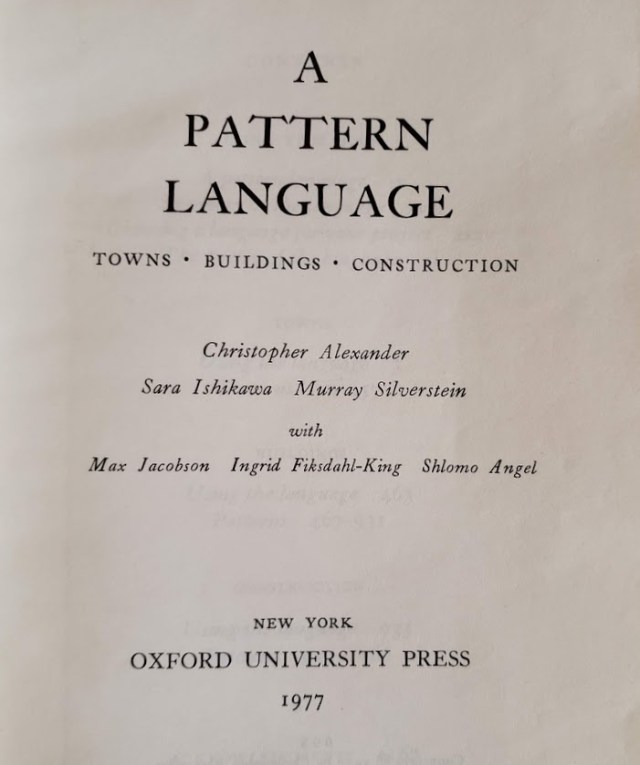 A
PATTERN
LANGUAGE
TOWNS · BUILDINGS · CONSTRUCTION
Christopher Alexander
Sara Ishikawa Murray Silverstein
with
Max Jacobson Ingrid Fiksdahl-King Shlomo Angel
NEW YORK
OXFORD UNIVERSITY PRESS
1977